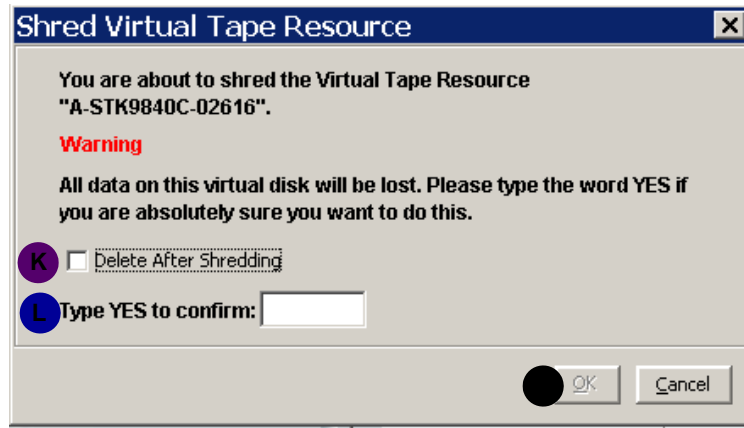 Shred Virtual Tape Resource
You are about to shred the Virtual Tape Resource
"A-STK9840C-02616".
Warning
All data on this virtual disk will be lost. Please type the word YES if
you are absolutely sure you want to do this.
K Delete After Shredding
L Type YES to confirm:
OK Cancel